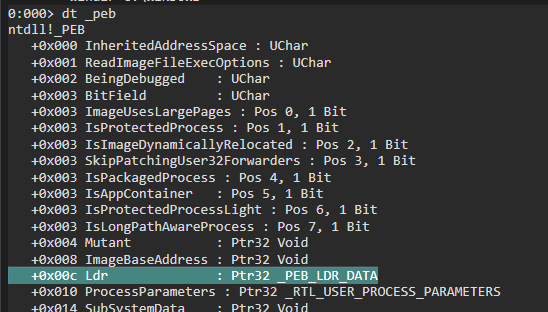 0:000> dt _peb
ntdll!_PEB
+0x000 InheritedAddressSpace : UChar
+0x001 ReadImageFileExecOptions : UChar
+0x002 BeingDebugged : UChar
+0x003 BitField : UChar
+0x003 ImageUsesLargePages : Pos 0, 1 Bit
+0x003 IsProtectedProcess : Pos 1, 1 Bit
+0x003 IsImageDynamicallyRelocated : Pos 2, 1 Bit
+0x003 SkipPatchingUser32Forwarders : Pos 3, 1 Bit
+0x003 IsPackagedProcess : Pos 4, 1 Bit
+0x003 IsAppContainer : Pos 5, 1 Bit
+0x003 IsProtectedProcessLight : Pos 6, 1 Bit
+0x003 IsLongPathAwareProcess : Pos 7, 1 Bit
+0x004 Mutant : Ptr32 Void
+0x008 ImageBaseAddress : Ptr32 Void
+0x00c Ldr : Ptr32 _PEB_LDR_DATA
+0x010 ProcessParameters : Ptr32 _RTL_USER_PROCESS_PARAMETERS
+0x014 SubSystemData : Ptr32 Void